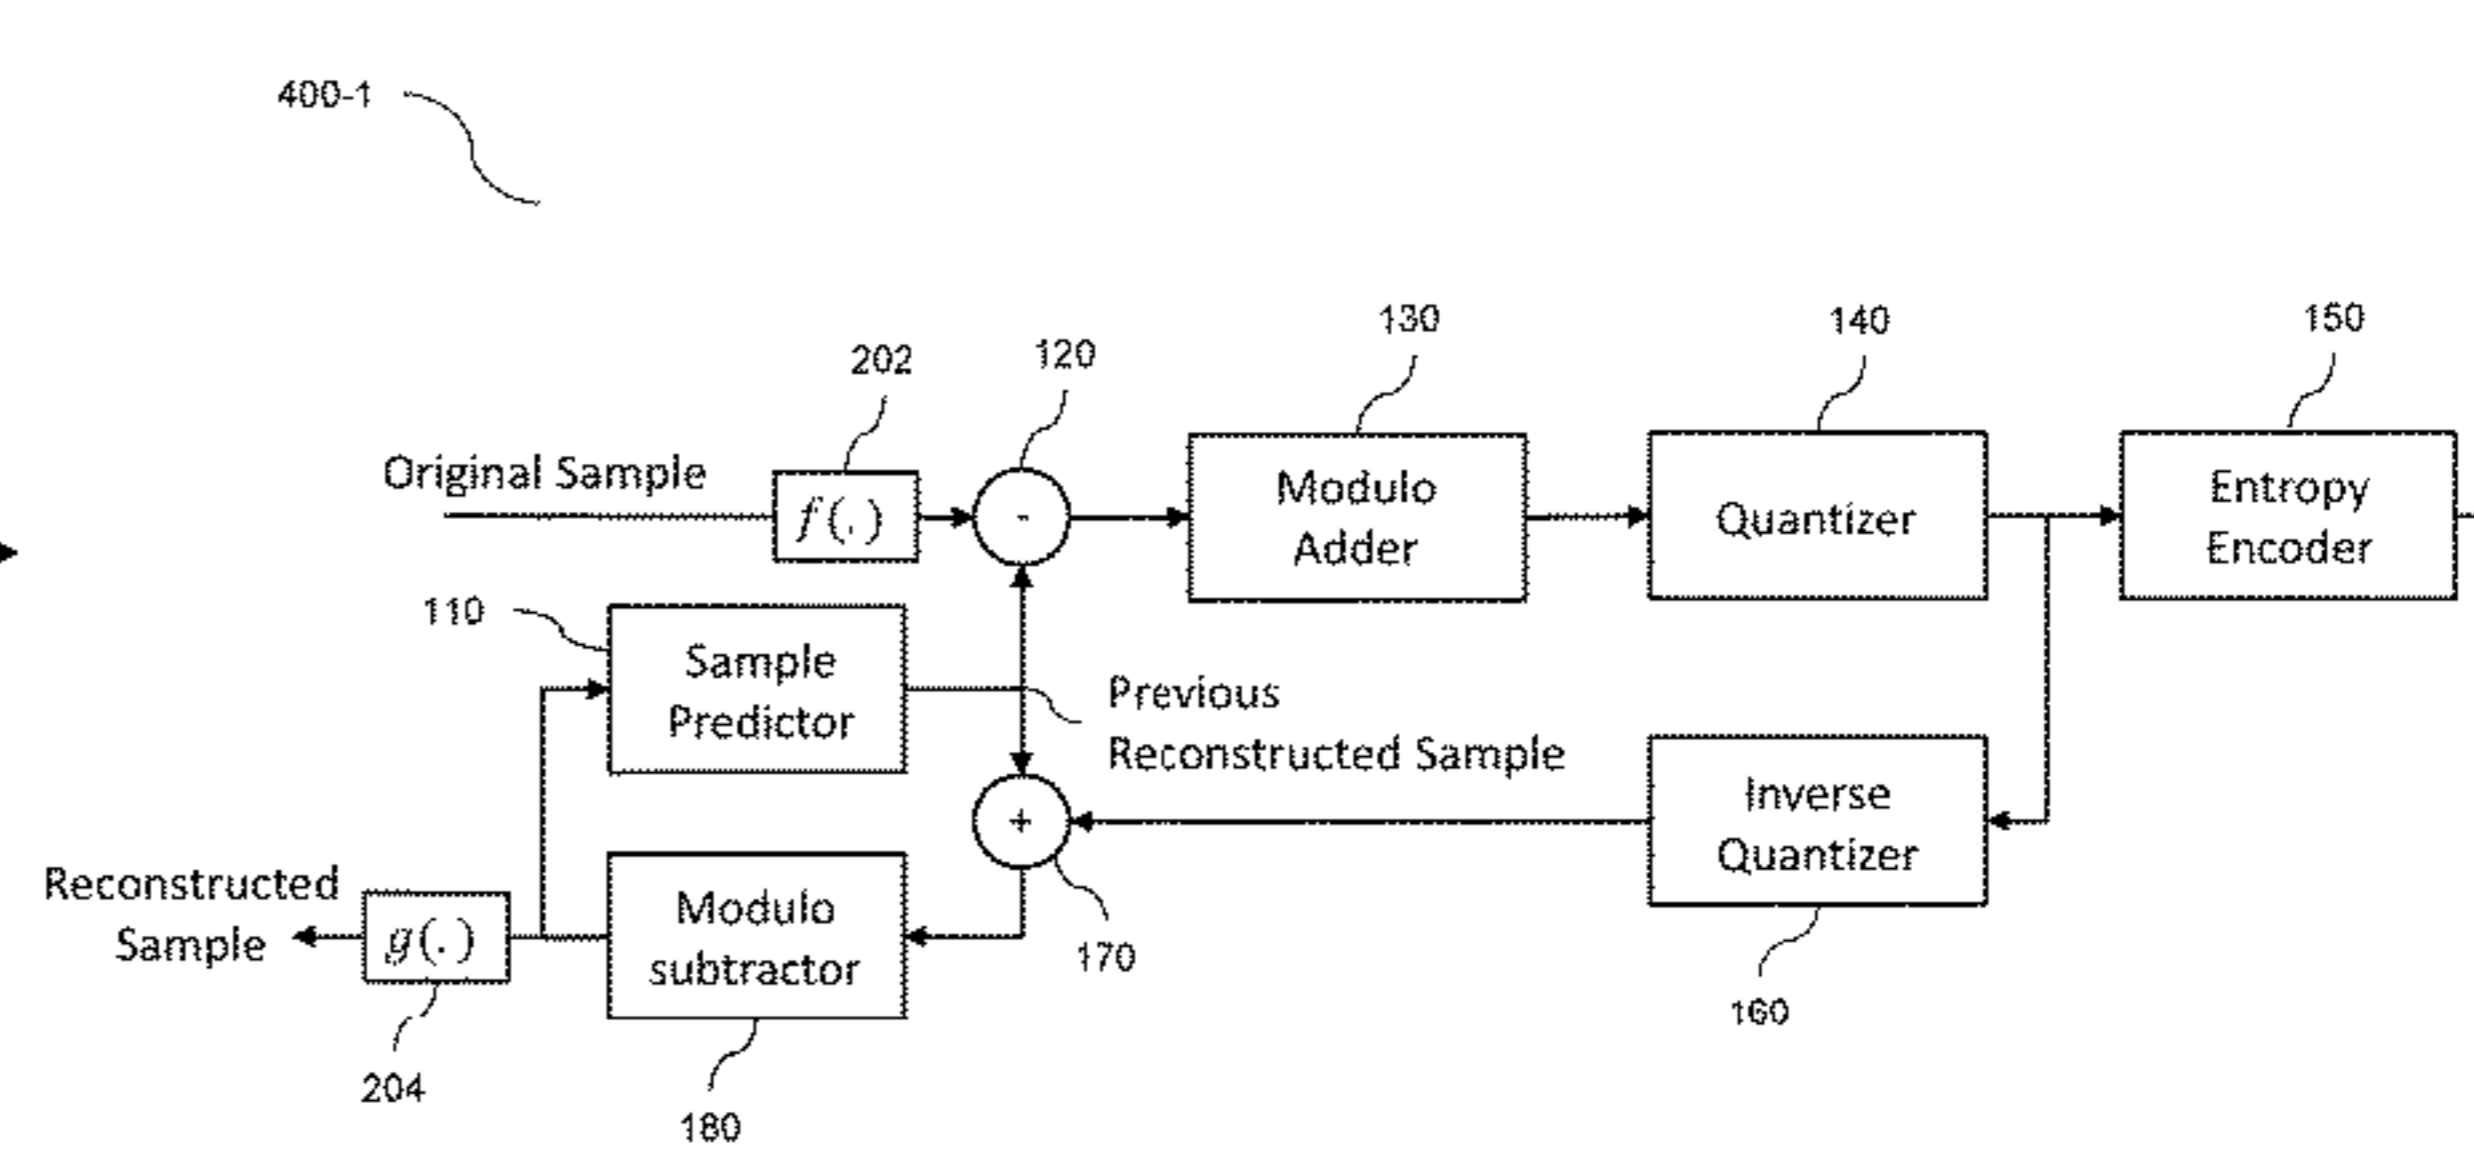 400-1
130
140
150
202
120
Original Sample
f(.)
-
Modulo
Adder
Quantizer
Entropy
Encoder
110
Sample
Predictor
Previous
Reconstructed Sample
+
Inverse
Quantizer
Reconstructed
Sample
g(.)
Modulo
subtractor
170
160
204
180